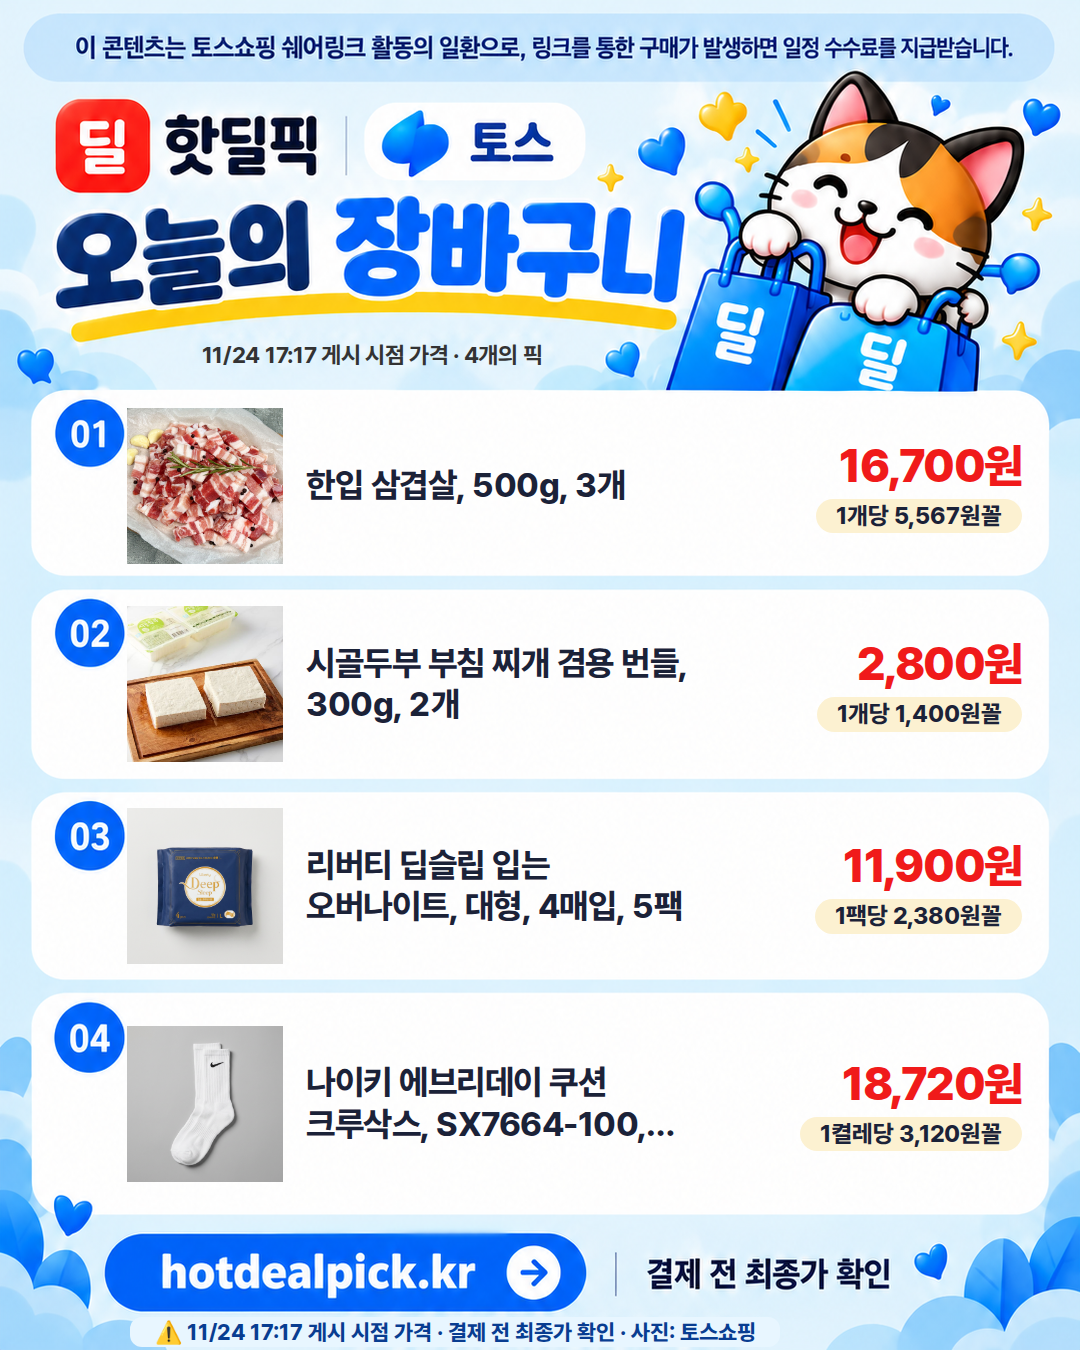 이 콘텐츠는 토스쇼핑 쉐어링크 활동의 일환으로, 링크를 통한 구매가 발생하면 일정 수수료를 지급받습니다.
딜 핫딜픽 토스
오늘의 장바구니
11/24 17:17 게시 시점 가격 · 4개의 픽
딜
딜
01
한입 삼겹살, 500g, 3개
16,700원
1개당 5,567원꼴
02
시골두부 부침 찌개 겸용 번들,
300g, 2개
2,800원
1개당 1,400원꼴
03
Deep
리버티 딥슬립 입는
오버나이트, 대형, 4매입, 5팩
11,900원
1팩당 2,380원꼴
04
나이키 에브리데이 쿠션
크루삭스, SX7664-100,...
18,720원
1켤레당 3,120원꼴
hotdealpick.kr
결제 전 최종가 확인
⚠️ 11/24 17:17 게시 시점 가격 · 결제 전 최종가 확인 · 사진: 토스쇼핑